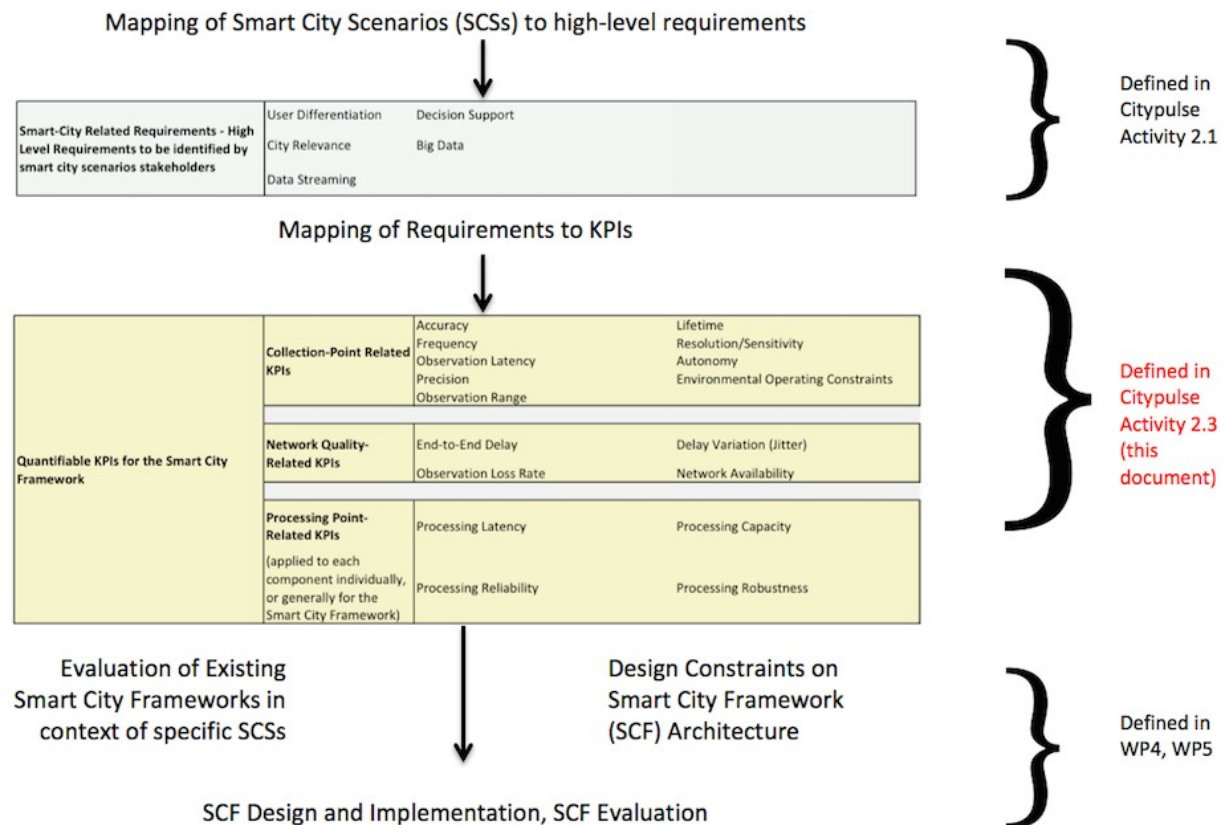 Mapping of Smart City Scenarios (SCSs) to high-level requirements
Defined in
Citypulse
Activity 2.1
Smart-City Related Requirements - High
Level Requirements to be identified by
smart city scenarios stakeholders
User Differentiation
Decision Support
City Relevance
Big Data
Data Streaming
Mapping of Requirements to KPIs
Quantifiable KPIs for the Smart City
Framework
Collection-Point Related
KPIs
Accuracy
Frequency
Observation Latency
Precision
Observation Range
Lifetime
Resolution/Sensitivity
Autonomy
Environmental Operating Constraints
Network Quality-
Related KPIs
End-to-End Delay
Delay Variation (Jitter)
Observation Loss Rate
Network Availability
Processing Point-
Related KPIs
(applied to each
component individually,
or generally for the
Smart City Framework)
Processing Latency
Processing Capacity
Processing Reliability
Processing Robustness
Defined in
Citypulse
Activity 2.3
(this
document)
Evaluation of Existing
Smart City Frameworks in
context of specific SCSs
Design Constraints on
Smart City Framework
(SCF) Architecture
Defined in
WP4, WP5
SCF Design and Implementation, SCF Evaluation